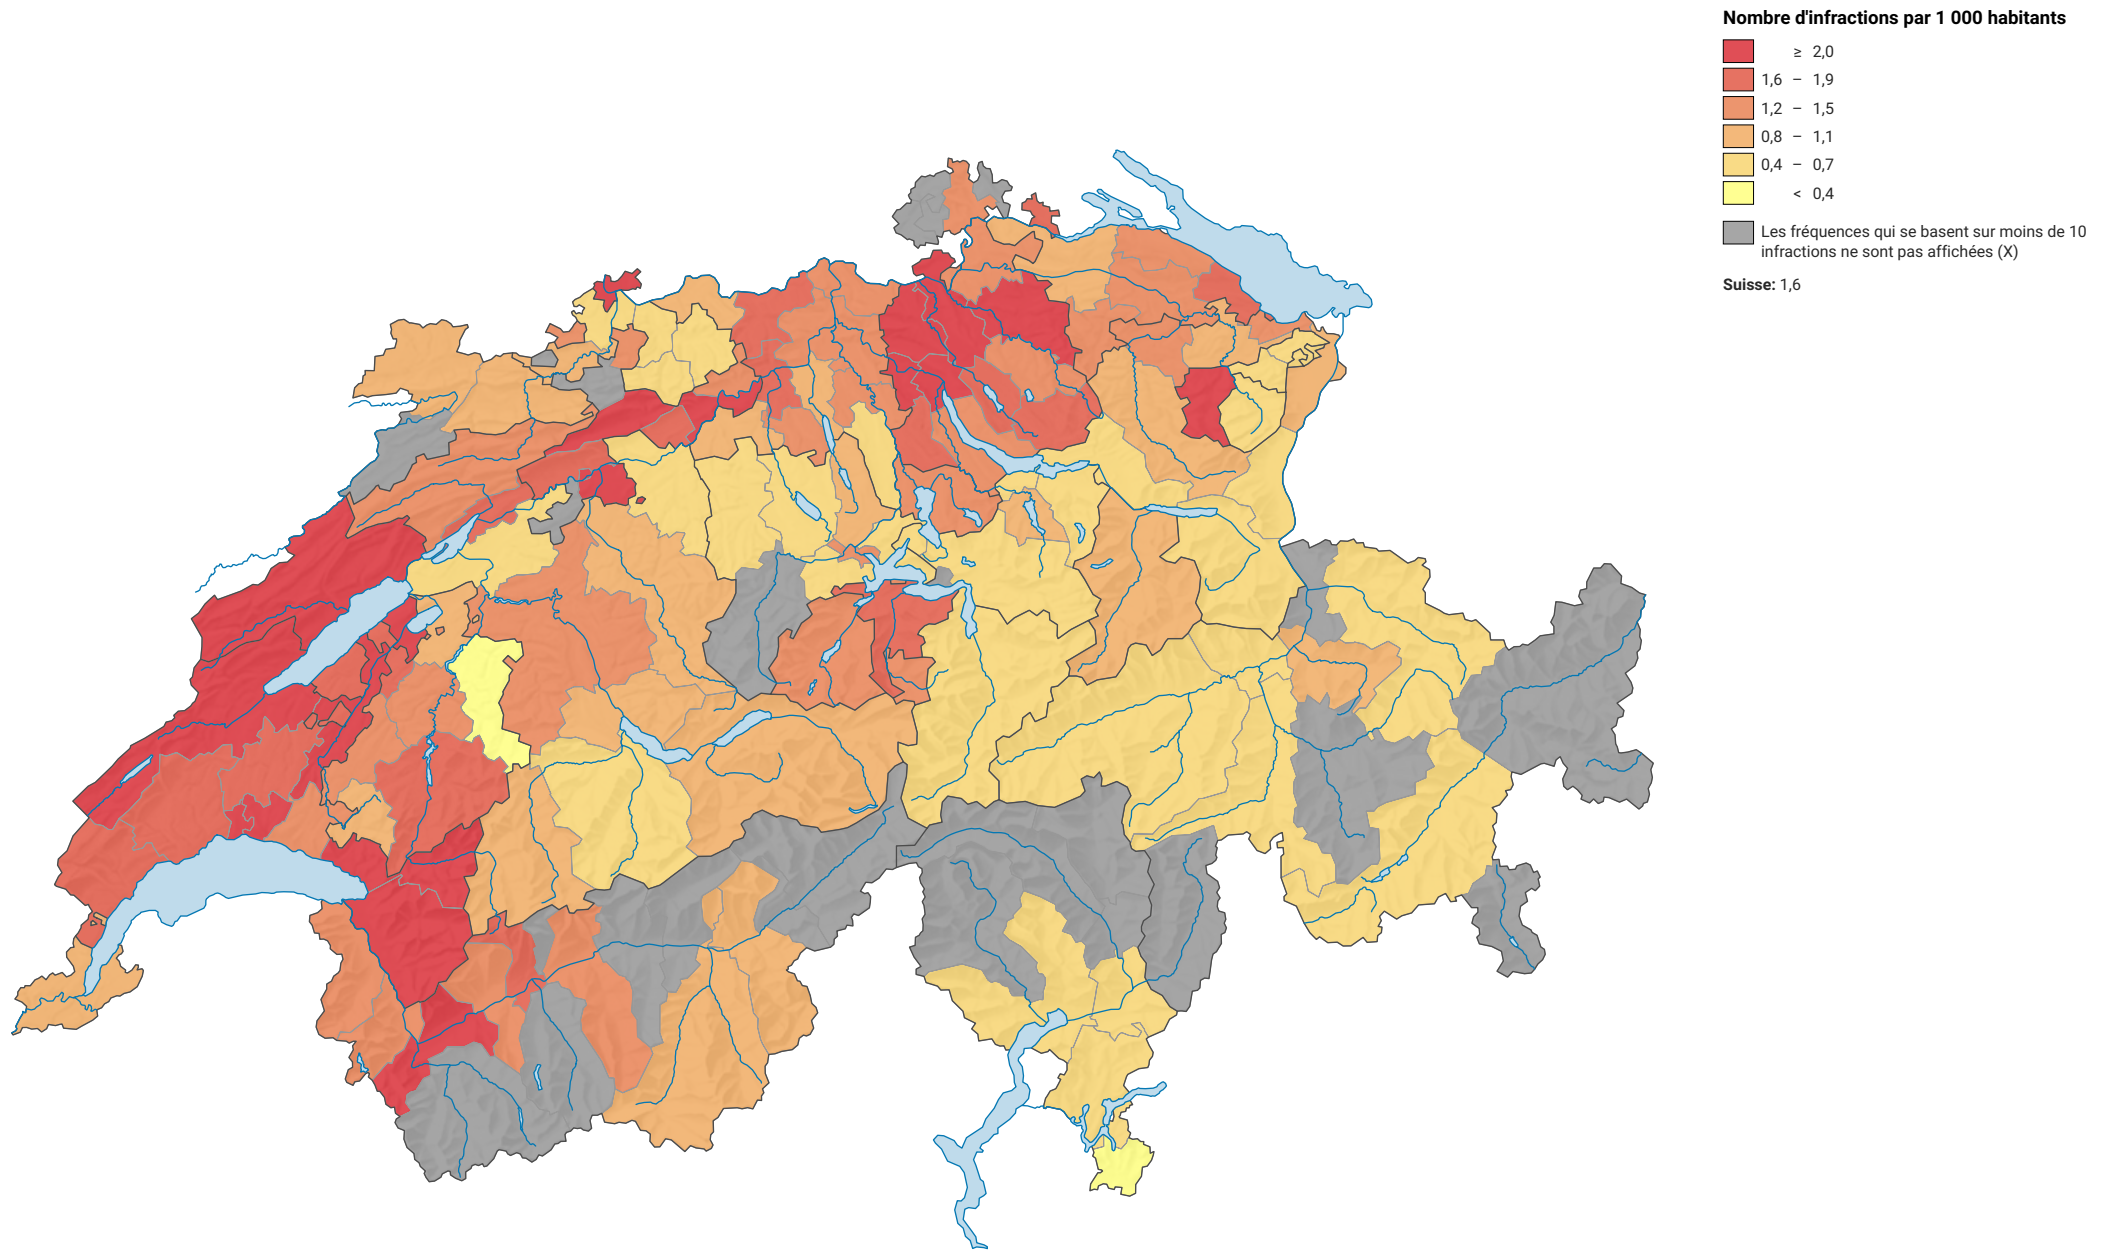 Nombre d'infractions par 1 000 habitants
≥ 2,0
1,6 – 1,9
1,2 – 1,5
0,8 – 1,1
0,4 – 0,7
< 0,4
Les fréquences qui se basent sur moins de 10
infractions ne sont pas affichées (X)
Suisse: 1,6